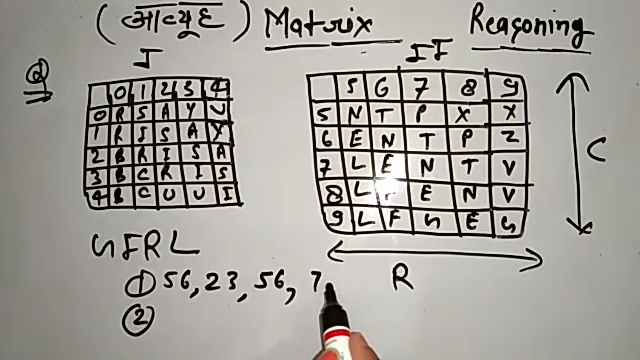 (आव्यूह) Matrix Reasoning
Q I II
0 1 2 3 4
0 R S A Y U
1 R I S A Y
2 B R I S A
3 B C R I S
4 B C U U I
5 6 7 8 9
5 N T P X X
6 E N T P Z
7 L E N T V
8 L E N V
9 L F G E G
C
R
GIRL
① 56, 23, 56, 7
②